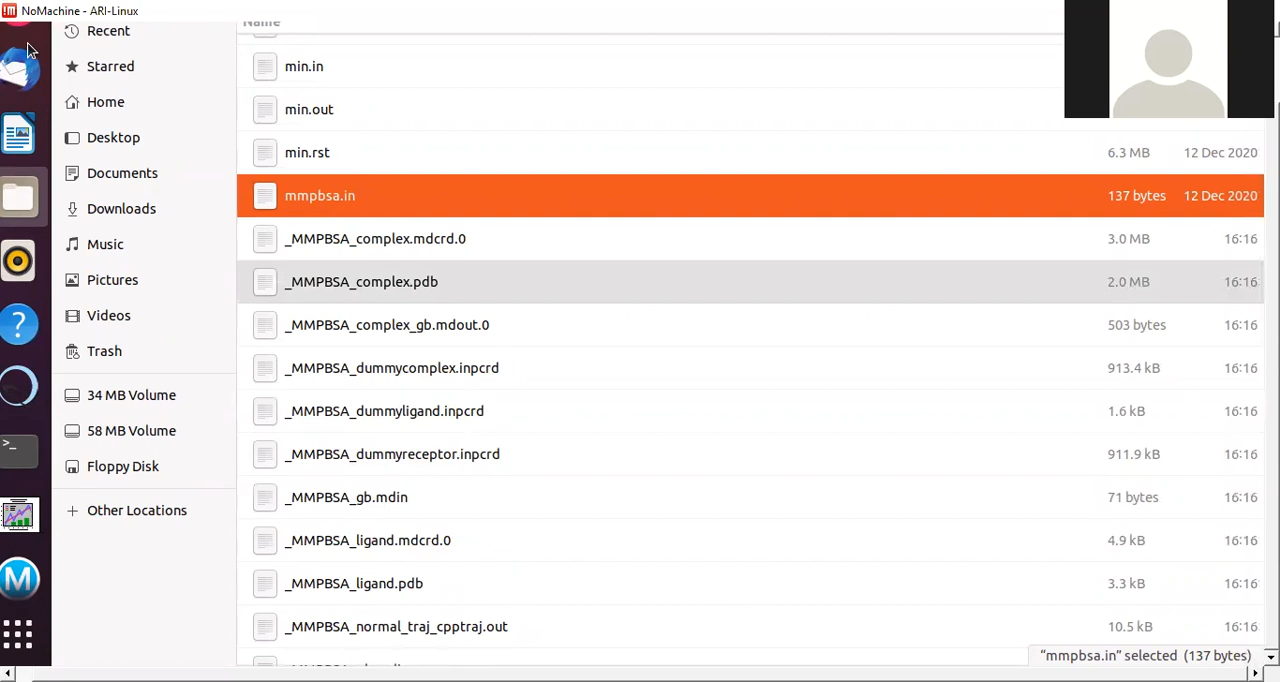 NoMachine - ARI-Linux
Recent
Starred
Home
Desktop
Documents
Downloads
Music
Pictures
Videos
Trash
34 MB Volume
58 MB Volume
Floppy Disk
+ Other Locations
Name
min.in
min.out
min.rst 6.3 MB 12 Dec 2020
mmpbsa.in 137 bytes 12 Dec 2020
_MMPBSA_complex.mdcrd.0 3.0 MB 16:16
_MMPBSA_complex.pdb 2.0 MB 16:16
_MMPBSA_complex_gb.mdout.0 503 bytes 16:16
_MMPBSA_dummycomplex.inpcrd 913.4 kB 16:16
_MMPBSA_dummyligand.inpcrd 1.6 kB 16:16
_MMPBSA_dummyreceptor.inpcrd 911.9 kB 16:16
_MMPBSA_gb.mdin 71 bytes 16:16
_MMPBSA_ligand.mdcrd.0 4.9 kB 16:16
_MMPBSA_ligand.pdb 3.3 kB 16:16
_MMPBSA_normal_traj_cpptraj.out 10.5 kB 16:16
“mmpbsa.in” selected (137 bytes)